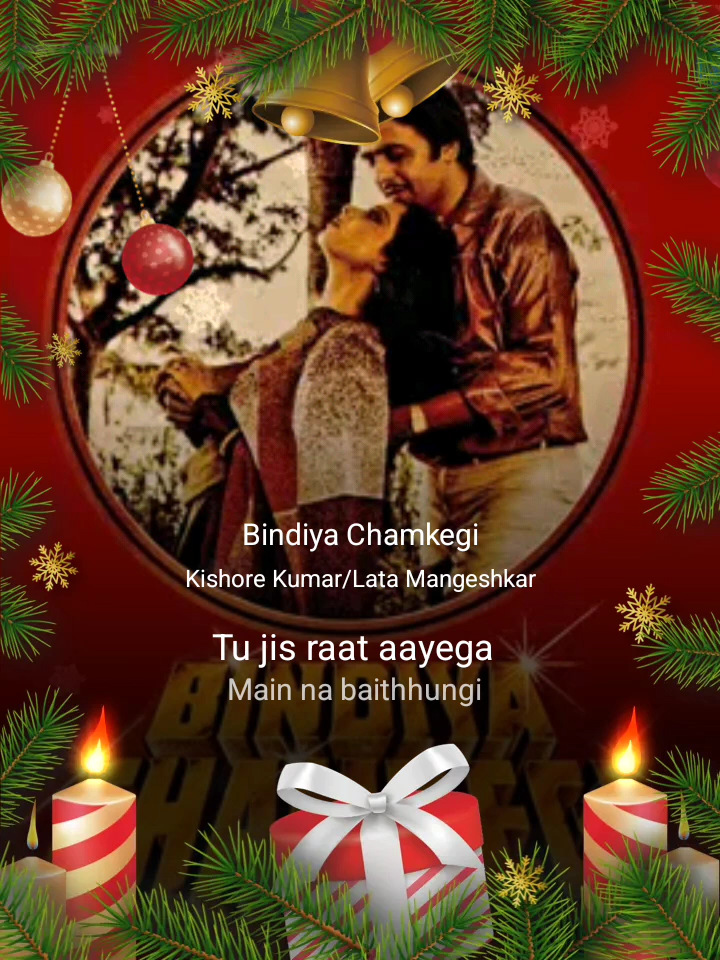 Bindiya Chamkegi
Kishore Kumar/Lata Mangeshkar
Tu jis raat aayega
Main na baithhungi
BINDIYA